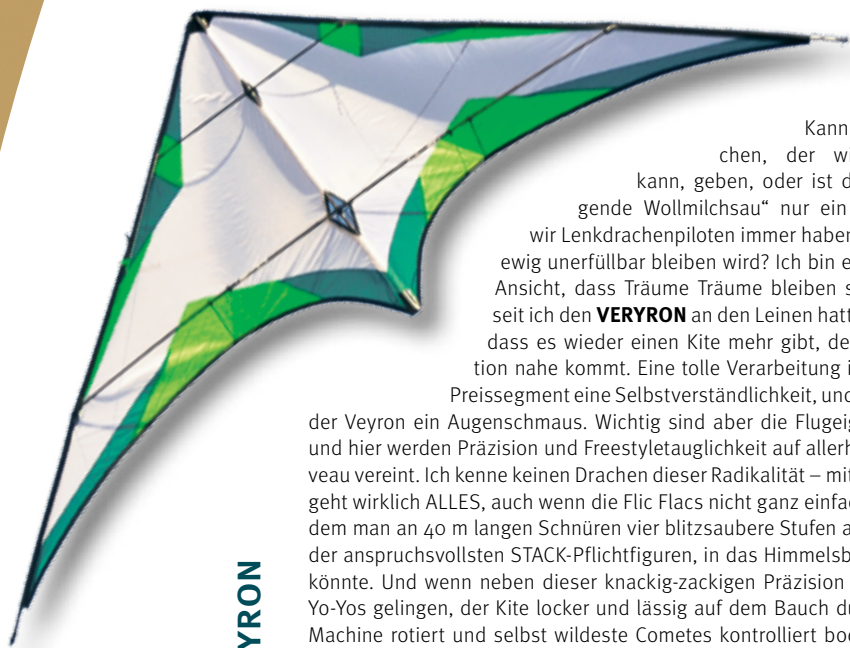 Kann
chen, der
kann, geben, oder ist
gende Wollmilchsau“ nur ein
wir Lenkdrachenpiloten immer haben
ewig unerfüllbar bleiben wird? Ich bin
Ansicht, dass Träume Träume bleiben
seit ich den VERYRON an den Leinen hatt
dass es wieder einen Kite mehr gibt,
tion nahe kommt. Eine tolle Verarbeitung
Preissegment eine Selbstverständlichkeit, und
der Veyron ein Augenschmaus. Wichtig sind aber die Flugeig
und hier werden Präzision und Freestyletauglichkeit auf allerh
veau vereint. Ich kenne keinen Drachen dieser Radikalität – mit
geht wirklich ALLES, auch wenn die Flic Flacs nicht ganz einfac
dem man an 40 m langen Schnüren vier blitzsaubere Stufen
der anspruchsvollsten STACK-Pflichtfiguren, in das Himmelsb
könnte. Und wenn neben dieser knackig-zackigen Präzision
Yo-Yos gelingen, der Kite locker und lässig auf dem Bauch
Machine rotiert und selbst wildeste Cometes kontrolliert
YRON